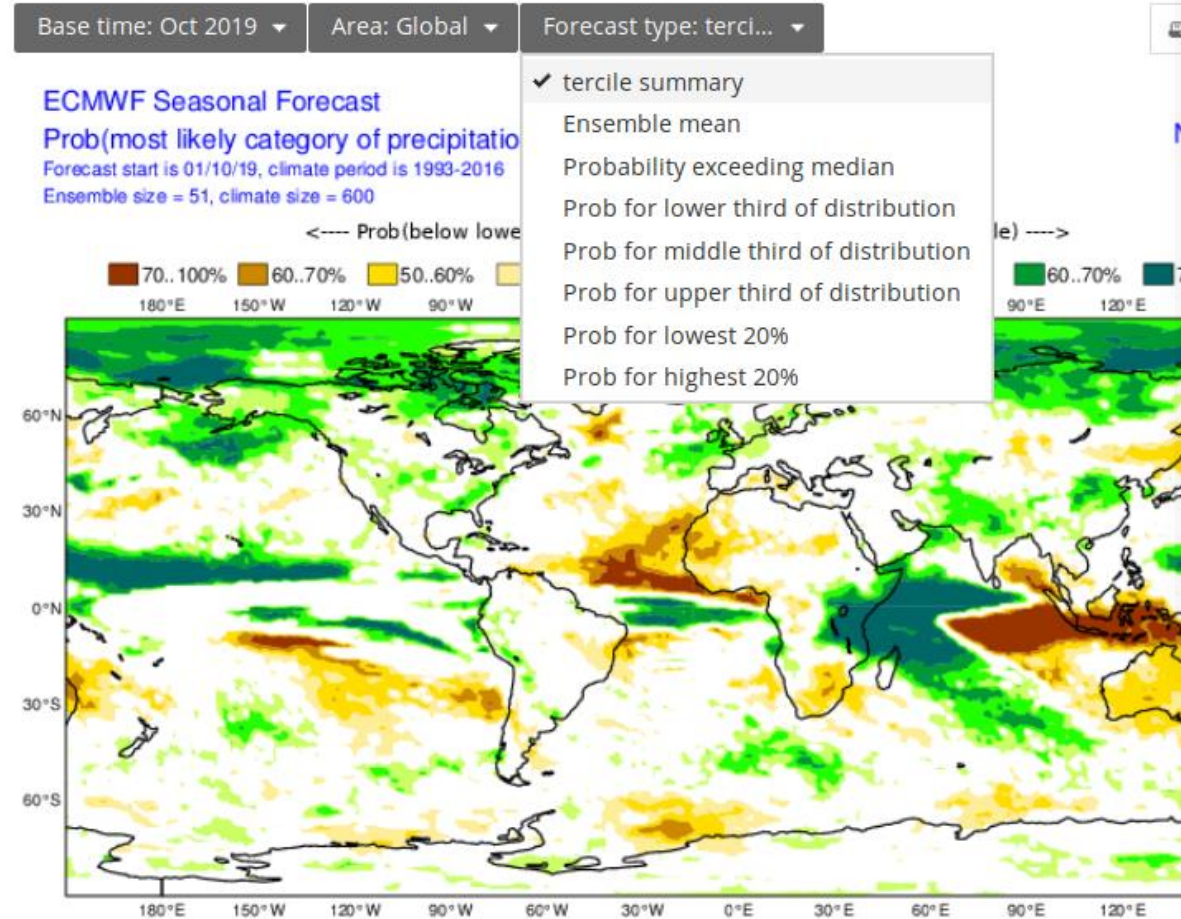 Base time: Oct 2019 Area: Global Forecast type: terci...
tercile summary
Ensemble mean
Probability exceeding median
Prob for lower third of distribution
Prob for middle third of distribution
Prob for upper third of distribution
Prob for lowest 20%
Prob for highest 20%
ECMWF Seasonal Forecast
Prob(most likely category of precipitatio
Forecast start is 01/10/19, climate period is 1993-2016
Ensemble size = 51, climate size = 600
<---- Prob(below lowe le) ---->
70..100% 60..70% 50..60% 60..70%
180°E 150°W 120°W 90°W 90°E 120°E
60°N
30°N
0°N
30°S
60°S
180°E 150°W 120°W 90°W 60°W 30°W 0°E 30°E 60°E 90°E 120°E